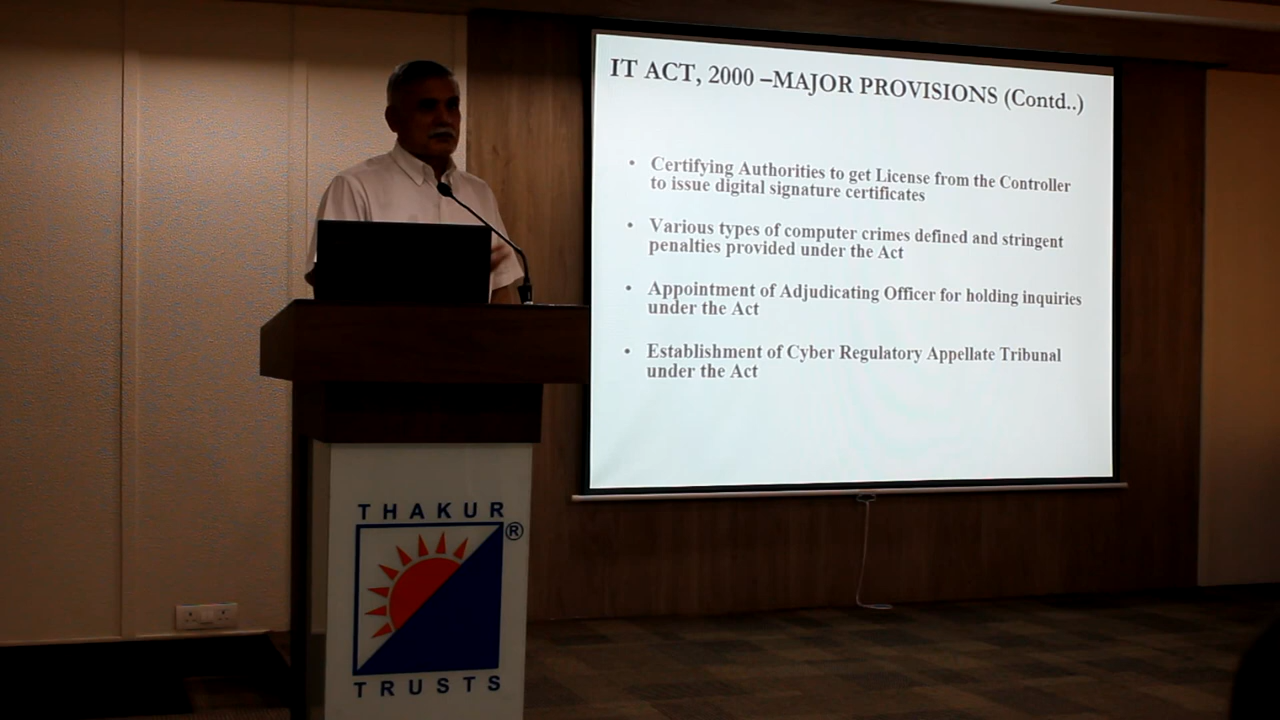 IT ACT, 2000 –MAJOR PROVISIONS (Contd..)
• Certifying Authorities to get License from the Controller
to issue digital signature certificates
• Various types of computer crimes defined and stringent
penalties provided under the Act
• Appointment of Adjudicating Officer for holding inquiries
under the Act
• Establishment of Cyber Regulatory Appellate Tribunal
under the Act
THAKUR
®
TRUSTS